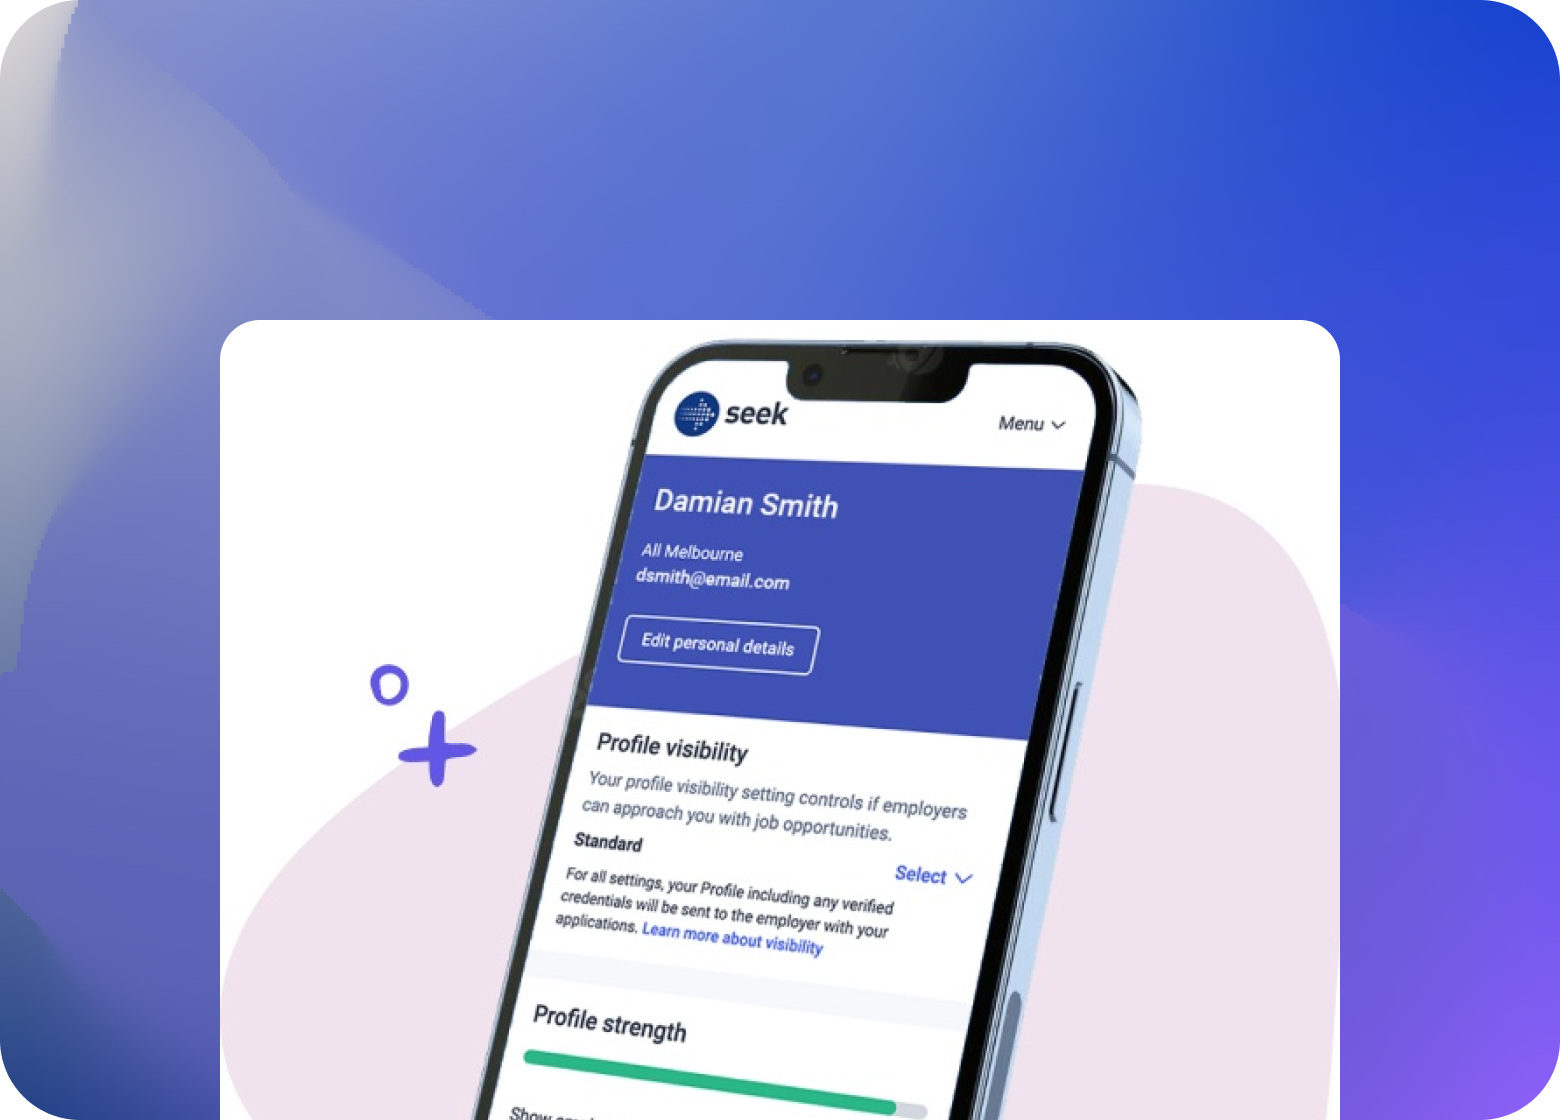 seek
Menu
Damian Smith
All Melbourne
dsmith@email.com
Edit personal details
Profile visibility
Your profile visibility setting controls if employers
can approach you with job opportunities.
Standard
Select
For all settings, your Profile including any verified
credentials will be sent to the employer with your
applications. Learn more about visibility
Profile strength
Show